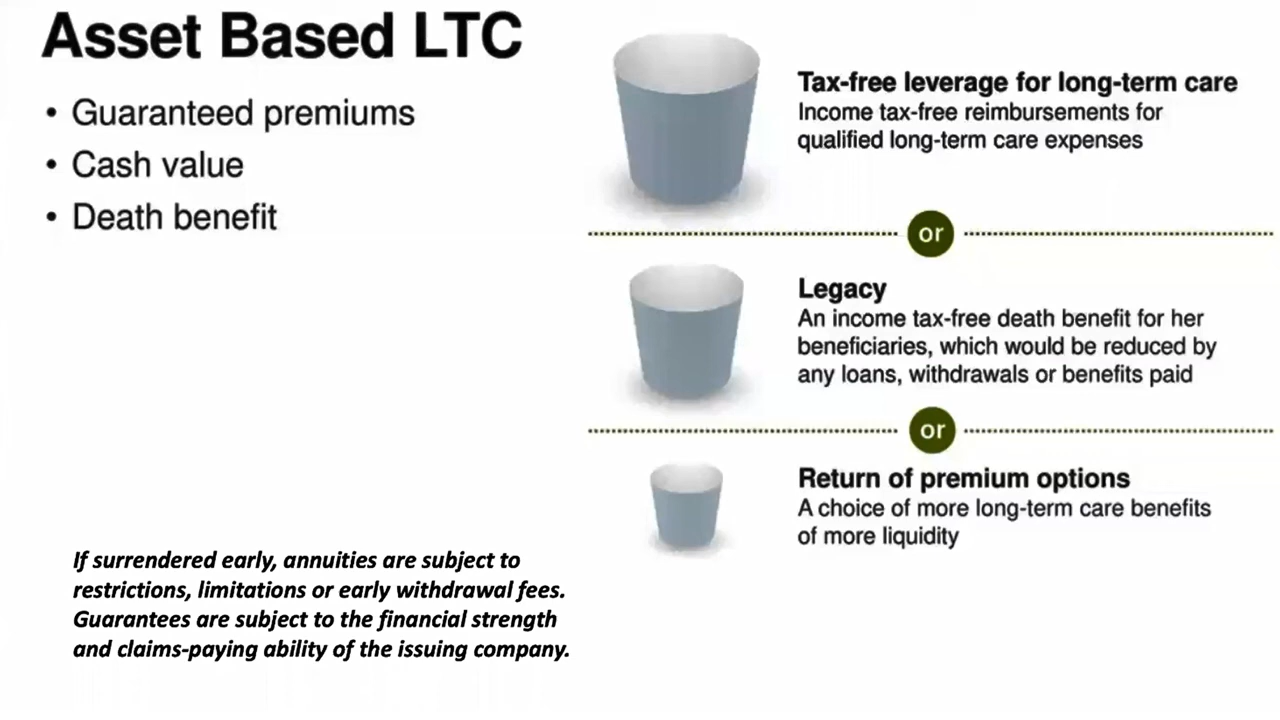 Asset Based LTC
• Guaranteed premiums
• Cash value
• Death benefit
Tax-free leverage for long-term care
Income tax-free reimbursements for
qualified long-term care expenses
or
Legacy
An income tax-free death benefit for her
beneficiaries, which would be reduced by
any loans, withdrawals or benefits paid
or
Return of premium options
A choice of more long-term care benefits
of more liquidity
If surrendered early, annuities are subject to
restrictions, limitations or early withdrawal fees.
Guarantees are subject to the financial strength
and claims-paying ability of the issuing company.